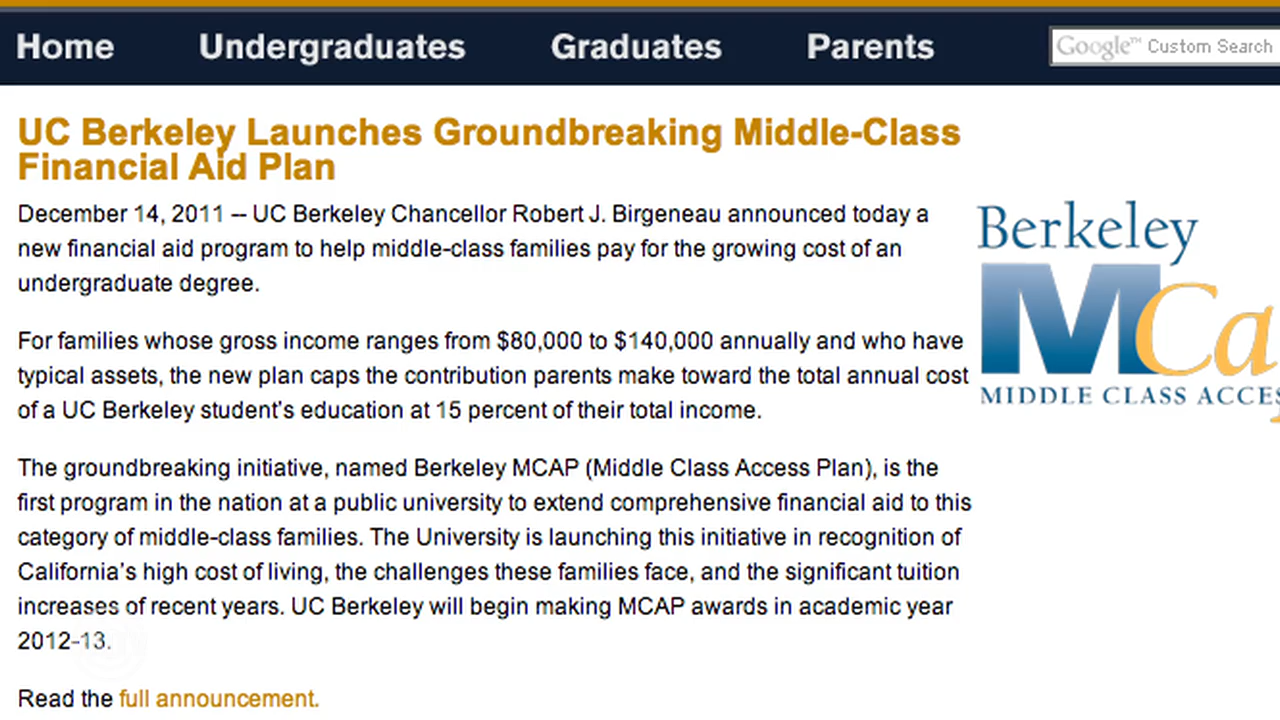 Home Undergraduates Graduates Parents Google™ Custom Search
UC Berkeley Launches Groundbreaking Middle-Class
Financial Aid Plan
December 14, 2011 -- UC Berkeley Chancellor Robert J. Birgeneau announced today a
new financial aid program to help middle-class families pay for the growing cost of an
undergraduate degree.
For families whose gross income ranges from $80,000 to $140,000 annually and who have
typical assets, the new plan caps the contribution parents make toward the total annual cost
of a UC Berkeley student's education at 15 percent of their total income.
The groundbreaking initiative, named Berkeley MCAP (Middle Class Access Plan), is the
first program in the nation at a public university to extend comprehensive financial aid to this
category of middle-class families. The University is launching this initiative in recognition of
California's high cost of living, the challenges these families face, and the significant tuition
increases of recent years. UC Berkeley will begin making MCAP awards in academic year
2012-13.
Read the full announcement.
Berkeley
MCa
MIDDLE CLASS ACCES